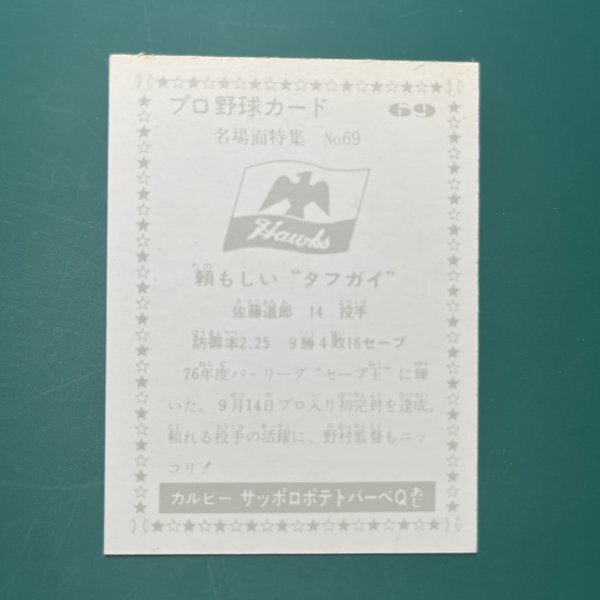 プロ野球カード 69
名場面特集 No.69
Hawks
頼もしい “タフガイ”
佐藤道郎 14 投手
防御率2.25 9勝4敗16セーブ
76年度パ・リーグ “セーブ王” に輝
いた。9月14日プロ入り初完封を達成。
頼れる投手の活躍に、野村監督もニッ
コリ！
カルビー サッポロポテトバーベQあじ